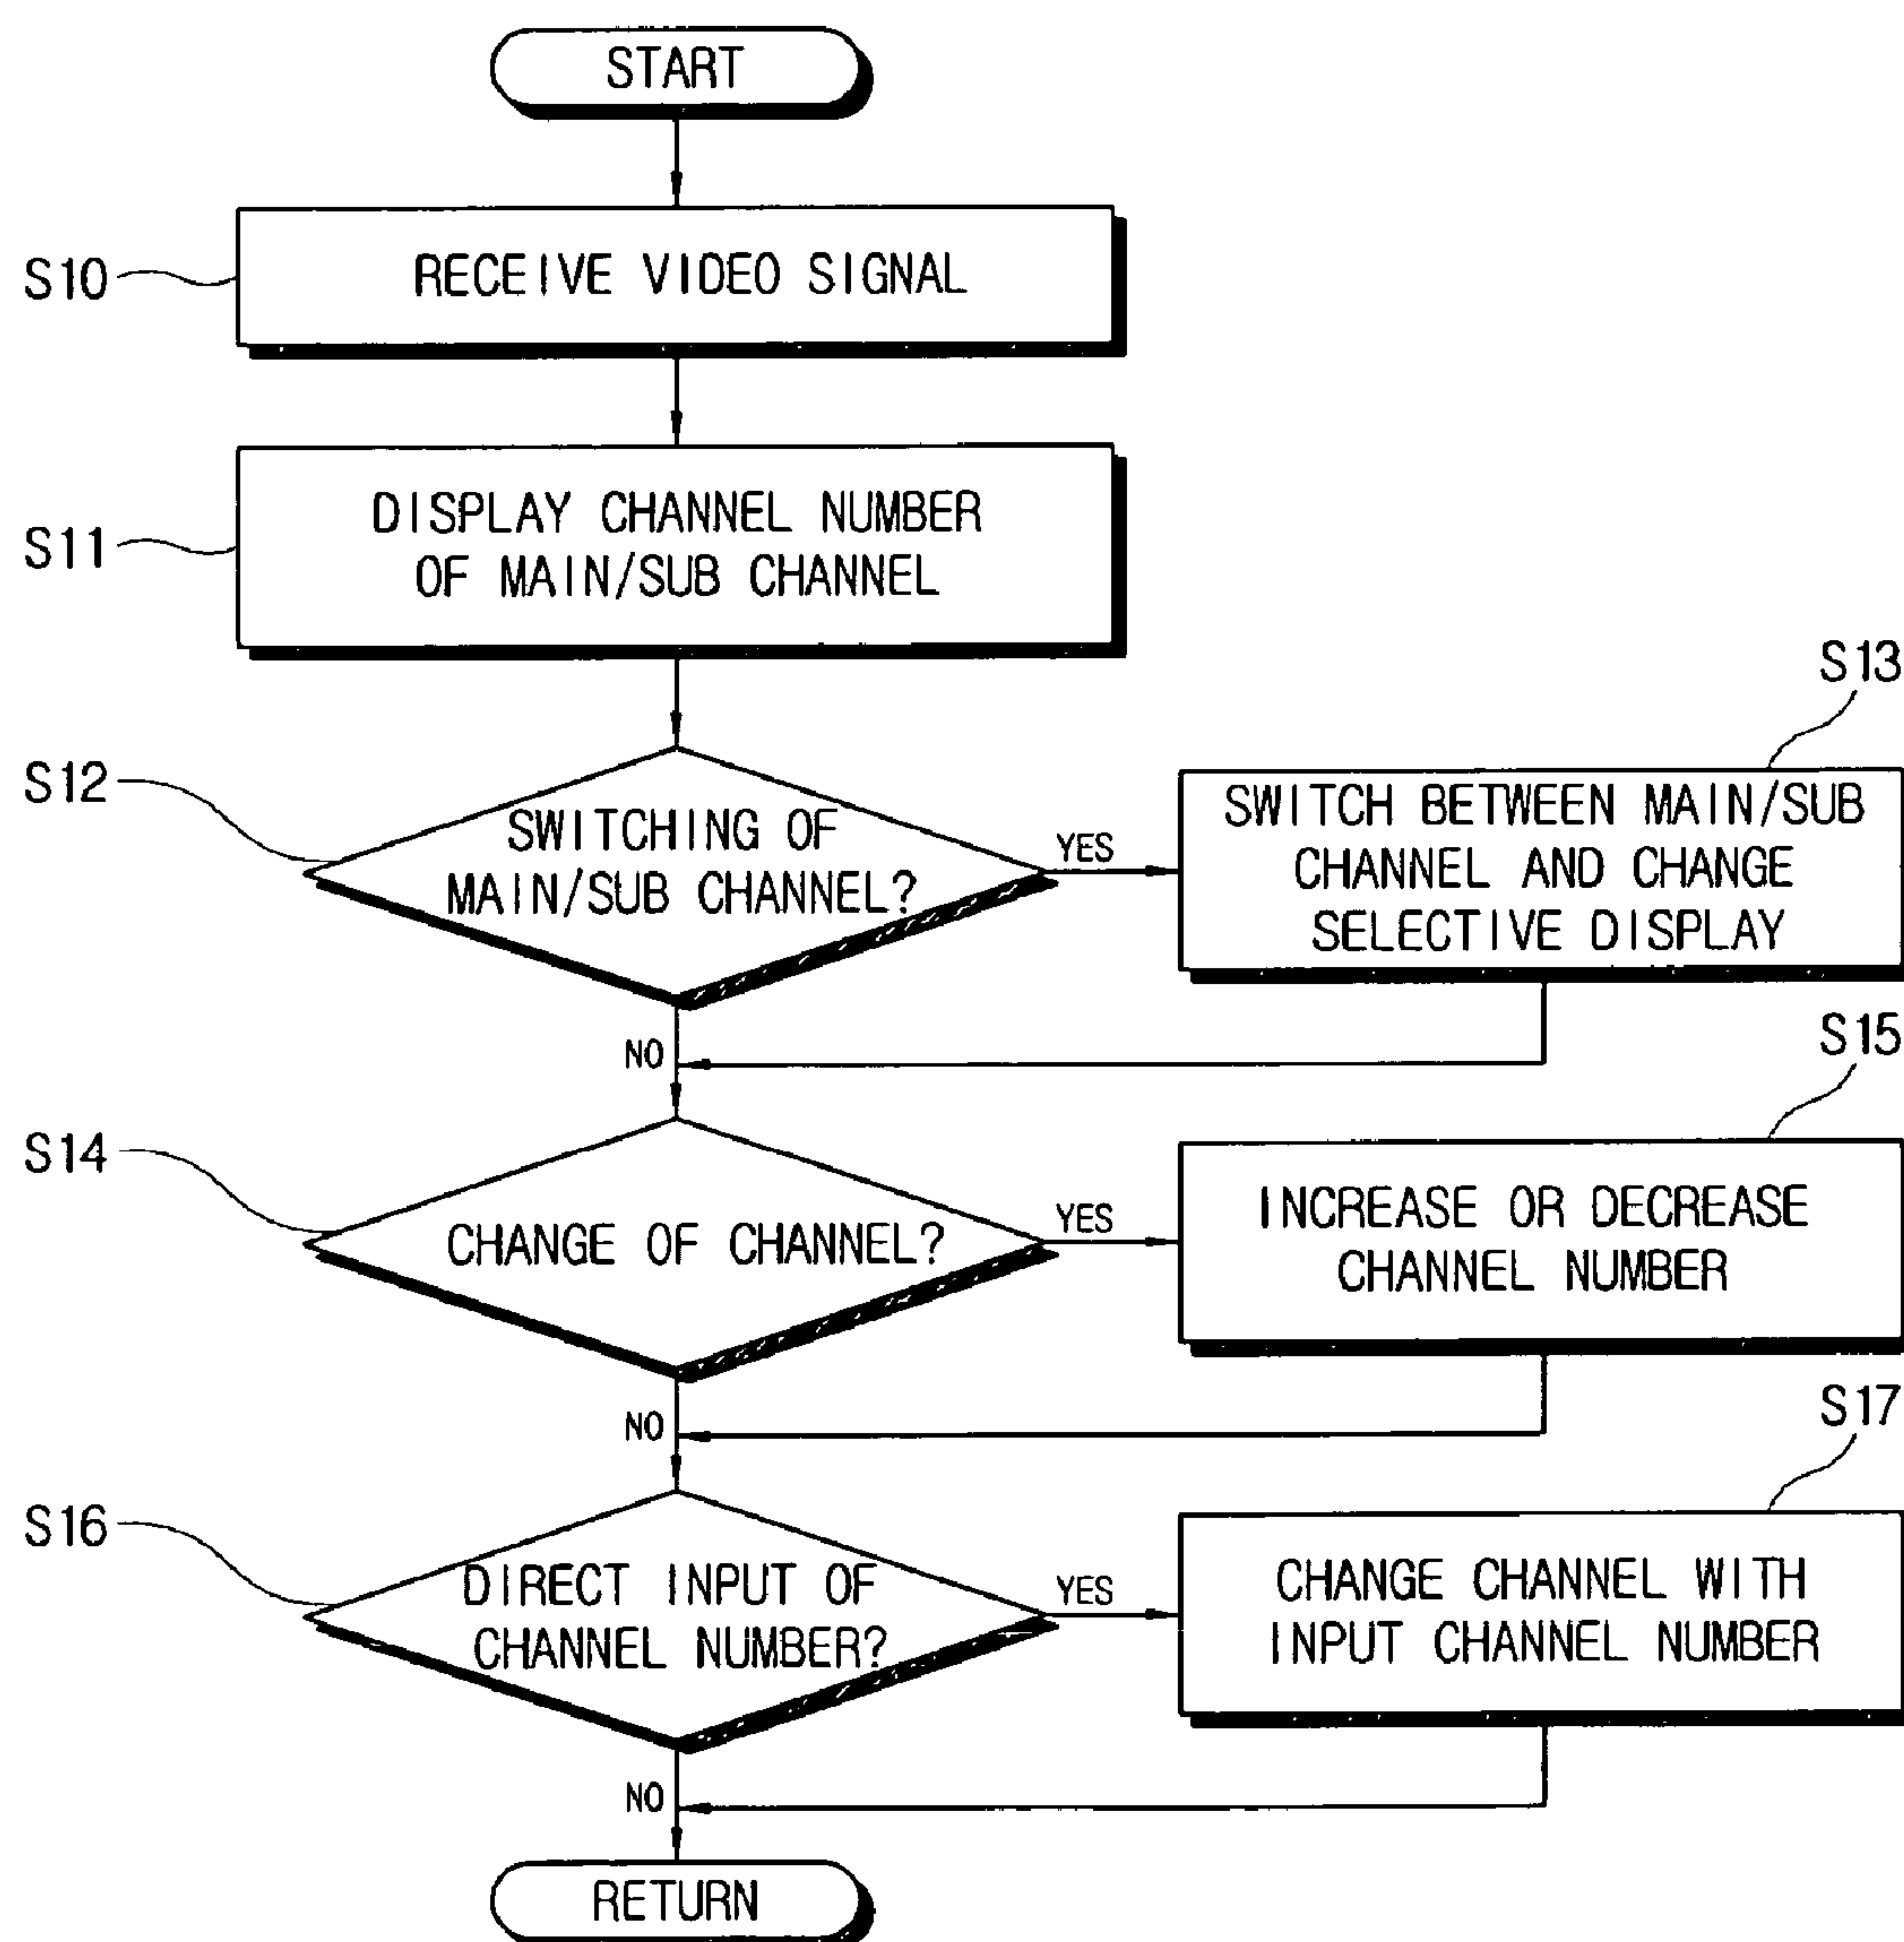 START
S10
RECEIVE VIDEO SIGNAL
S11
DISPLAY CHANNEL NUMBER
OF MAIN/SUB CHANNEL
S12
SWITCHING OF
MAIN/SUB CHANNEL?
YES
NO
S13
SWITCH BETWEEN MAIN/SUB
CHANNEL AND CHANGE
SELECTIVE DISPLAY
S14
CHANGE OF CHANNEL?
YES
NO
S15
INCREASE OR DECREASE
CHANNEL NUMBER
S16
DIRECT INPUT OF
CHANNEL NUMBER?
YES
NO
S17
CHANGE CHANNEL WITH
INPUT CHANNEL NUMBER
RETURN